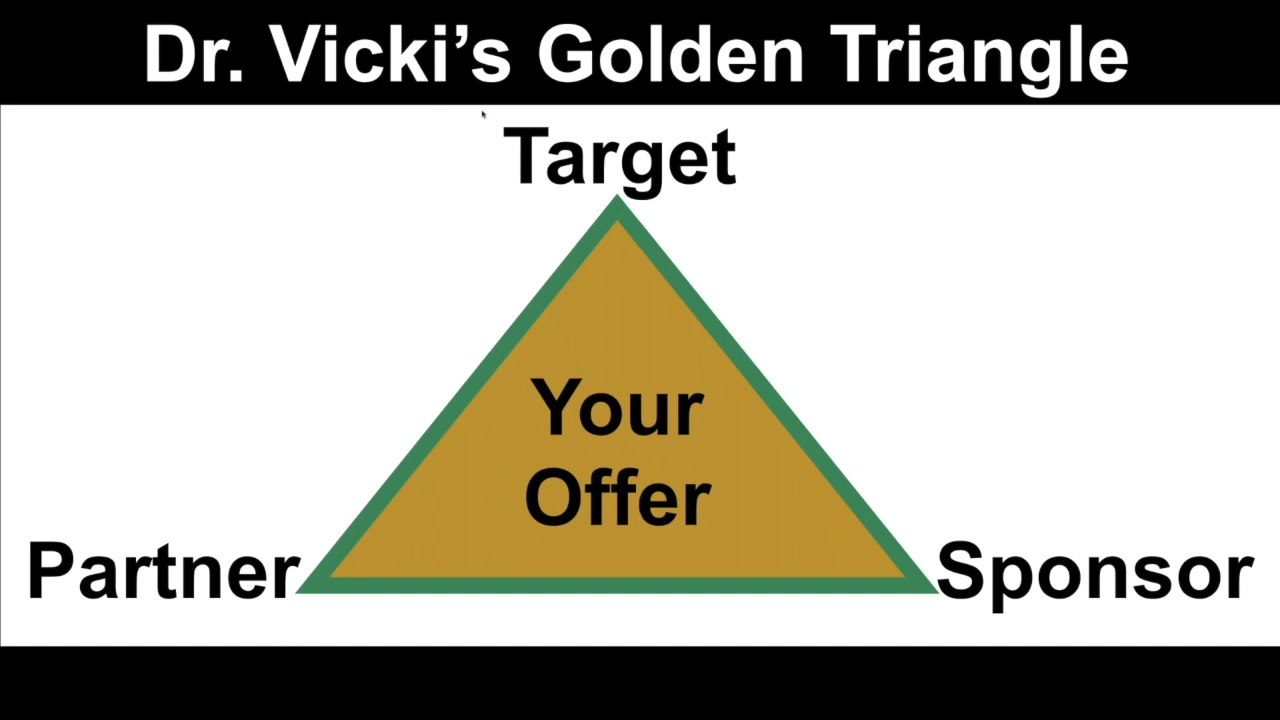 Dr. Vicki’s Golden Triangle
Target
Your
Offer
Partner
Sponsor